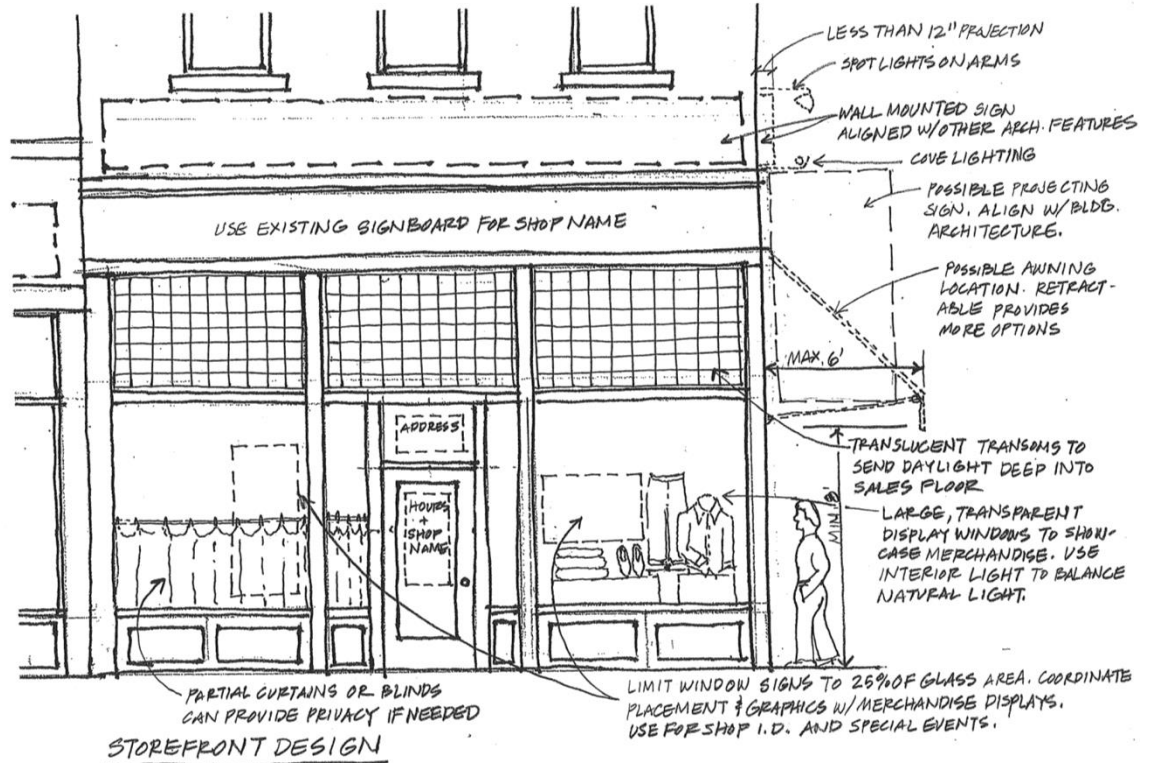 LESS THAN 12" PROJECTION
SPOT LIGHTS ON ARMS
WALL MOUNTED SIGN
ALIGNED W/OTHER ARCH. FEATURES
COVE LIGHTING
POSSIBLE PROJECTING
SIGN. ALIGN W/ BLDG.
ARCHITECTURE.
USE EXISTING SIGNBOARD FOR SHOP NAME
POSSIBLE AWNING
LOCATION. RETRACT-
ABLE PROVIDES
MORE OPTIONS
MAX. 6'
ADDRESS
TRANSLUCENT TRANSOMS TO
SEND DAYLIGHT DEEP INTO
SALES FLOOR
HOURS
+
SHOP
NAME
MIN. 8'
LARGE, TRANSPARENT
DISPLAY WINDOWS TO SHOW-
CASE MERCHANDISE. USE
INTERIOR LIGHT TO BALANCE
NATURAL LIGHT.
PARTIAL CURTAINS OR BLINDS
CAN PROVIDE PRIVACY IF NEEDED
LIMIT WINDOW SIGNS TO 25% OF GLASS AREA. COORDINATE
PLACEMENT & GRAPHICS W/ MERCHANDISE DISPLAYS.
USE FOR SHOP I.D. AND SPECIAL EVENTS.
STOREFRONT DESIGN